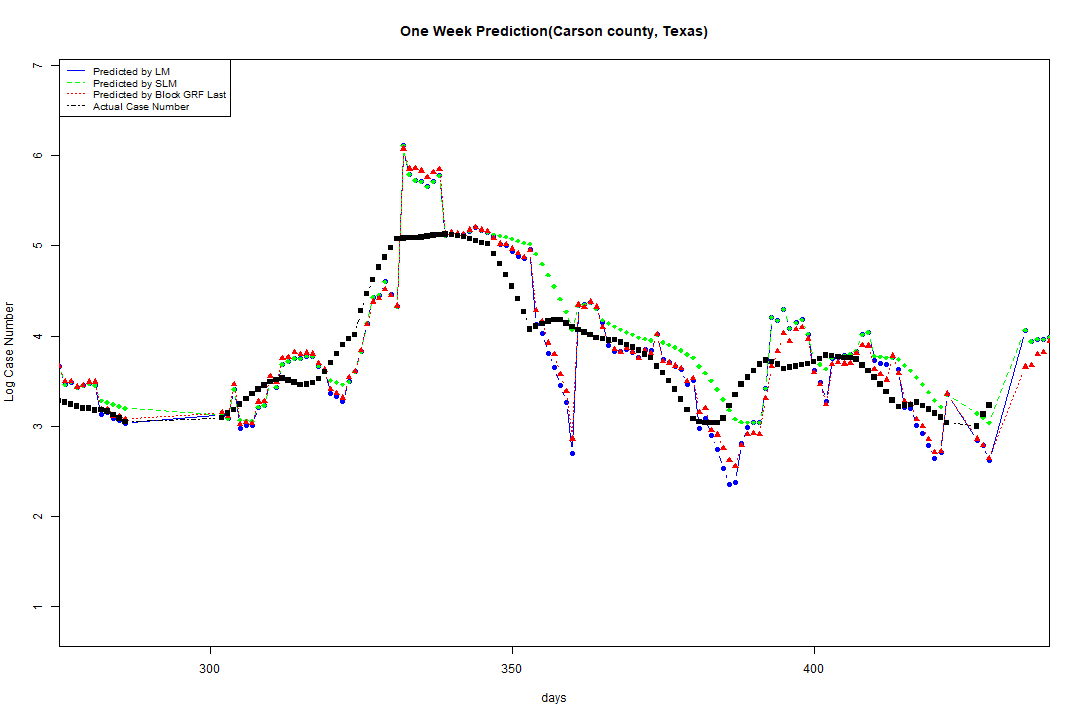 One Week Prediction(Carson county, Texas)
Predicted by LM
Predicted by SLM
Predicted by Block GRF Last
Actual Case Number
7
6
5
4
3
2
1
Log Case Number
300
350
400
days